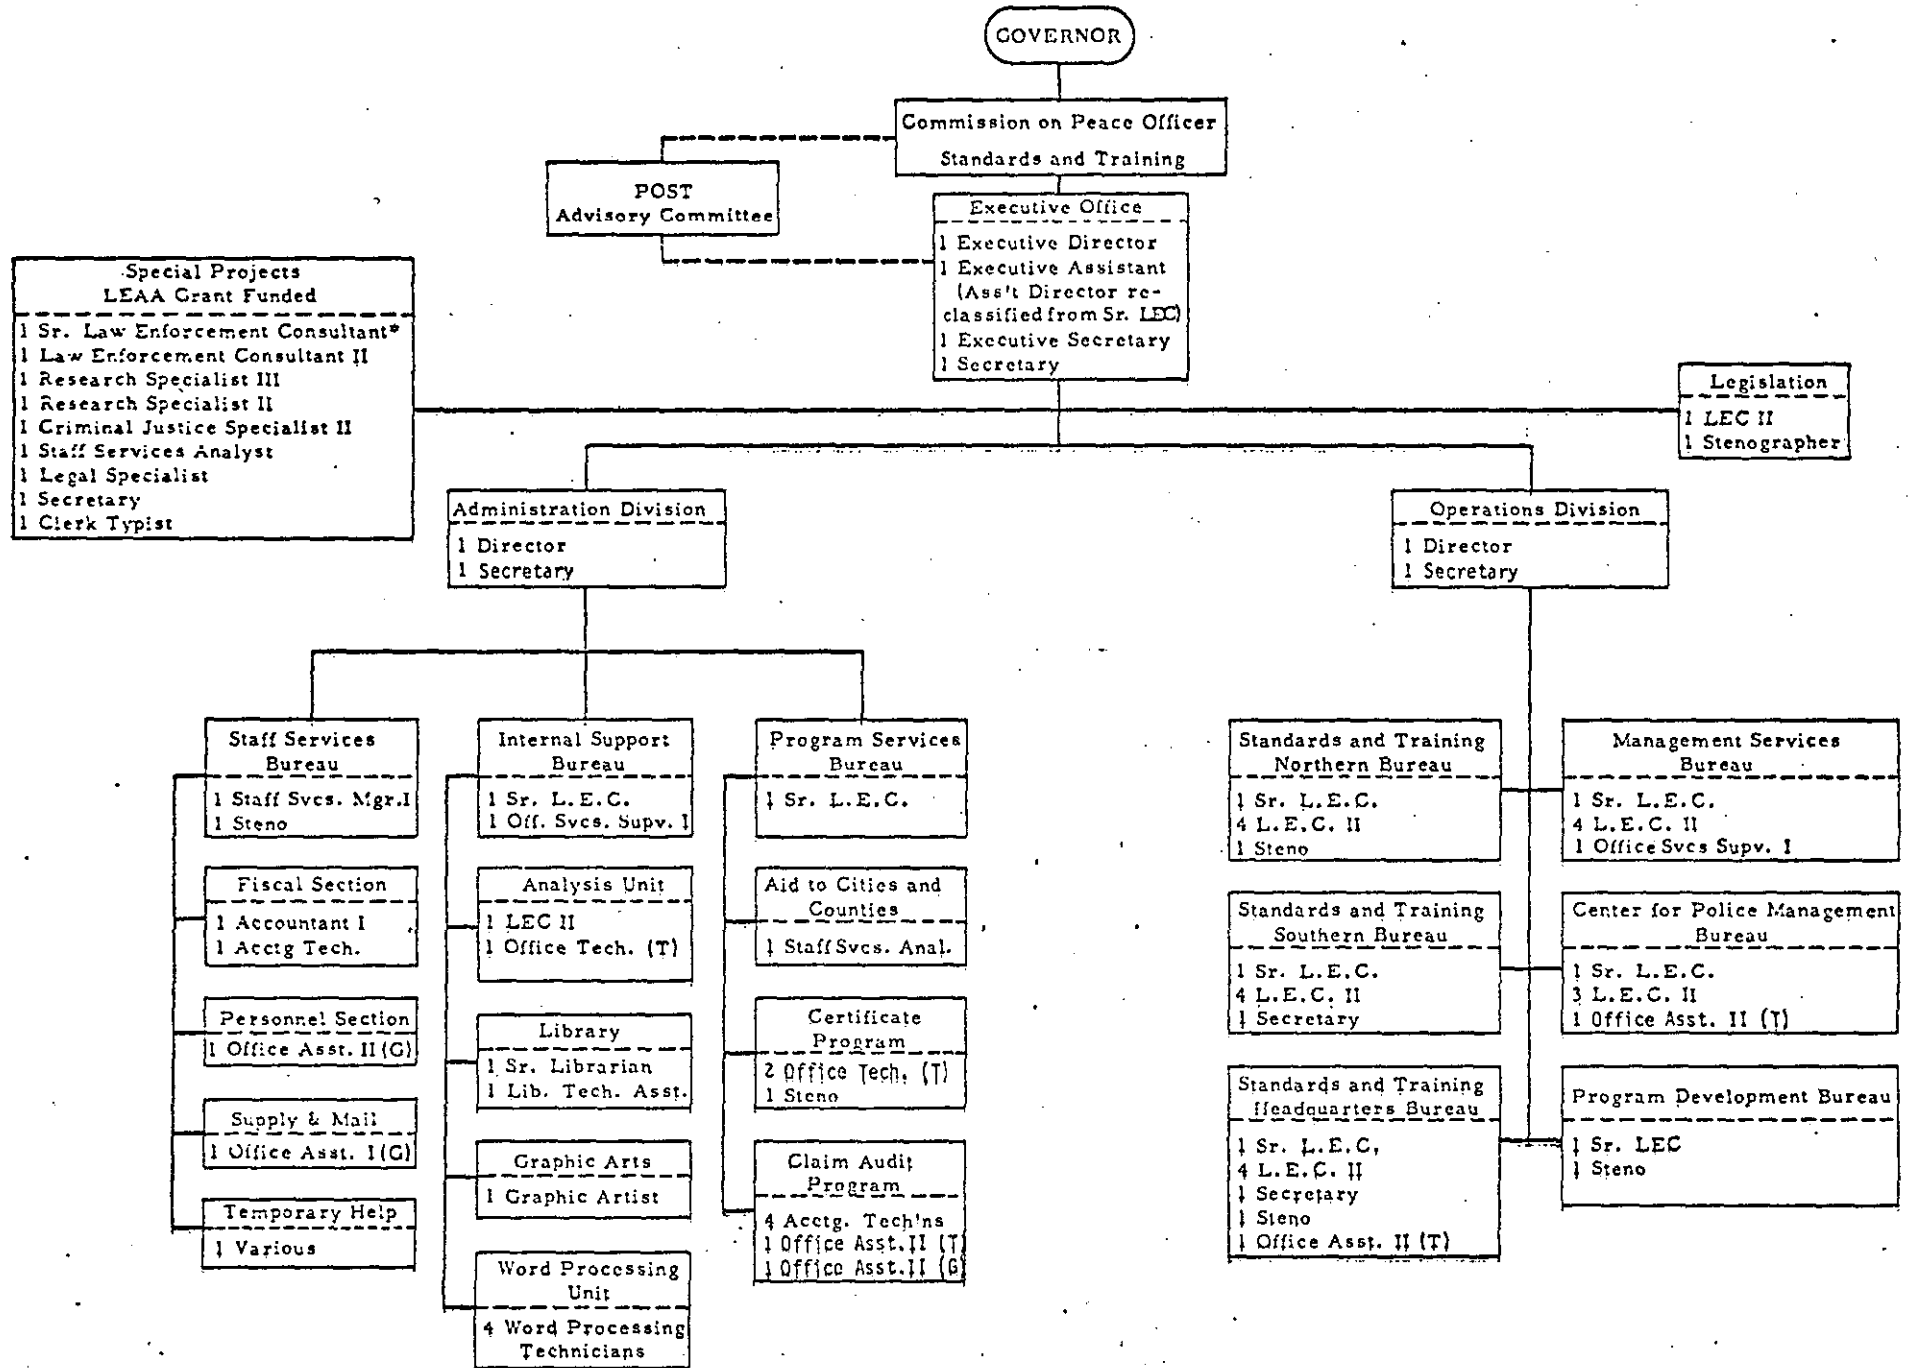 GOVERNOR
Commission on Peace Officer
Standards and Training
POST
Advisory Committee
Executive Office
1 Executive Director
1 Executive Assistant
(Ass't Director re-
classified from Sr. LEC)
1 Executive Secretary
1 Secretary
Special Projects
LEAA Grant Funded
1 Sr. Law Enforcement Consultant*
1 Law Enforcement Consultant II
1 Research Specialist III
1 Research Specialist II
1 Criminal Justice Specialist II
1 Staff Services Analyst
1 Legal Specialist
1 Secretary
1 Clerk Typist
Legislation
1 LEC II
1 Stenographer
Administration Division
1 Director
1 Secretary
Operations Division
1 Director
1 Secretary
Staff Services
Bureau
1 Staff Svcs. Mgr.I
1 Steno
Fiscal Section
1 Accountant I
1 Acctg Tech.
Personnel Section
1 Office Asst. II (G)
Supply & Mail
1 Office Asst. I (G)
Temporary Help
1 Various
Internal Support
Bureau
1 Sr. L.E.C.
1 Off. Svcs. Supv. I
Analysis Unit
1 LEC II
1 Office Tech. (T)
Library
1 Sr. Librarian
1 Lib. Tech. Asst.
Graphic Arts
1 Graphic Artist
Word Processing
Unit
4 Word Processing
Technicians
Program Services
Bureau
1 Sr. L.E.C.
Aid to Cities and
Counties
1 Staff Svcs. Anal.
Certificate
Program
2 Office Tech. (T)
1 Steno
Claim Audit
Program
4 Acctg. Tech'ns
1 Office Asst.II (T)
1 Office Asst.II (G)
Standards and Training
Northern Bureau
1 Sr. L.E.C.
4 L.E.C. II
1 Steno
Management Services
Bureau
1 Sr. L.E.C.
4 L.E.C. II
1 Office Svcs Supv. I
Standards and Training
Southern Bureau
1 Sr. L.E.C.
4 L.E.C. II
1 Secretary
Center for Police Management
Bureau
1 Sr. L.E.C.
3 L.E.C. II
1 Office Asst. II (T)
Standards and Training
Headquarters Bureau
1 Sr. L.E.C,
4 L.E.C. II
1 Secretary
1 Steno
1 Office Asst. II (T)
Program Development Bureau
1 Sr. LEC
1 Steno